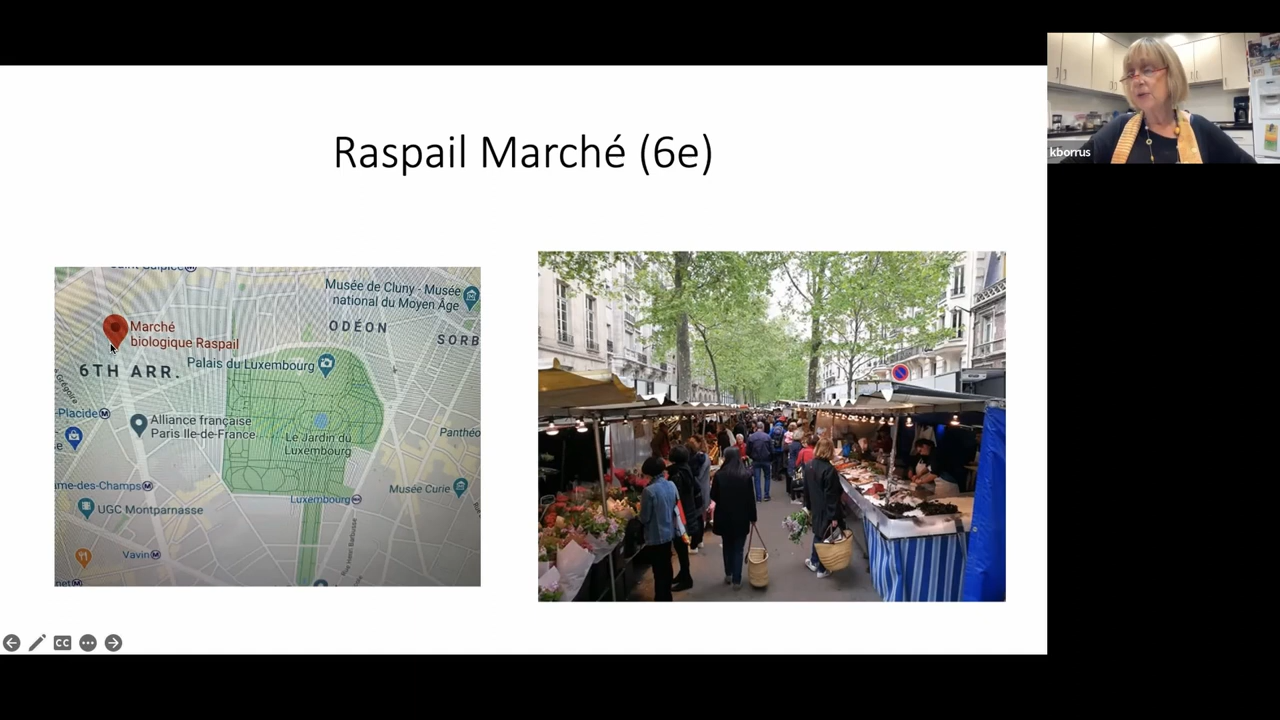 Raspail Marché (6e)
kborrus
Musée de Cluny - Musée
national du Moyen Âge
Marché
biologique Raspail
ODÉON
SORB
Palais du Luxembourg
6TH ARR.
-Placide
Alliance française
Paris Ile-de-France
Le Jardin du
Luxembourg
Panthéo
me-des-Champs
Luxembourg
Musée Curie
UGC Montparnasse
Vavin
net
CC